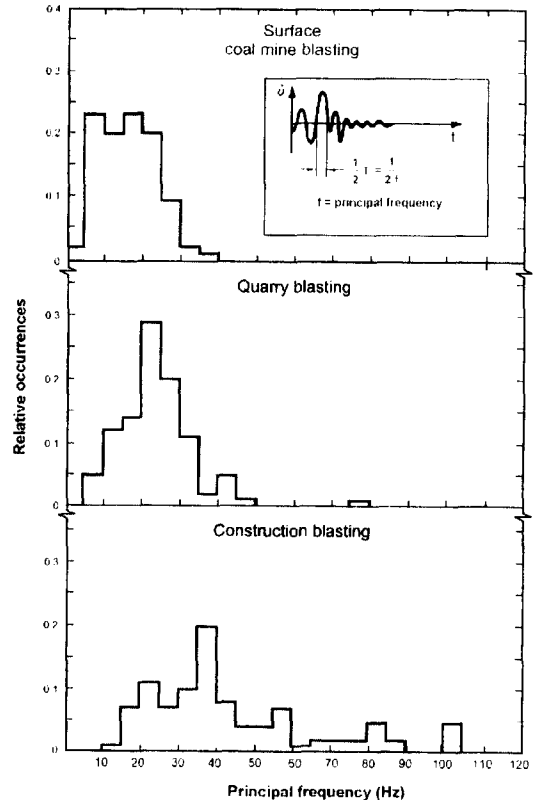 0.4
Surface
coal mine blasting
0.3
u̇
t
0.2
f = principal frequency
0.1
0
Quarry blasting
Relative occurrences
0.3
0.2
0.1
0
Construction blasting
0.3
0.2
0.1
0
10 20 30 40 50 60 70 80 90 100 110 120
Principal frequency (Hz)